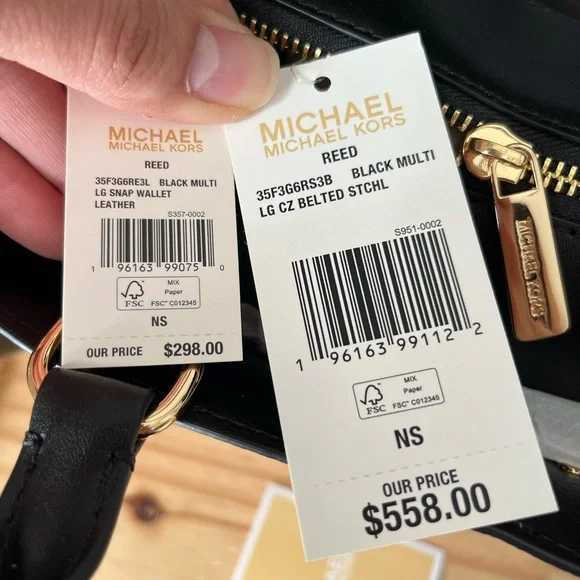 MICHAEL
MICHAEL KORS
REED
35F3G6RE3L BLACK MULTI
LG SNAP WALLET
LEATHER
S357-0002
1 96163 99075 0
FSC
MIX
Paper
FSC™ C012345
NS
OUR PRICE $298.00
MICHAEL
MICHAEL KORS
REED
35F3G6RS3B BLACK MULTI
LG CZ BELTED STCHL
S951-0002
1 96163 99112 2
FSC
MIX
Paper
FSC™ C012345
NS
OUR PRICE
$558.00
MICHAEL KORS